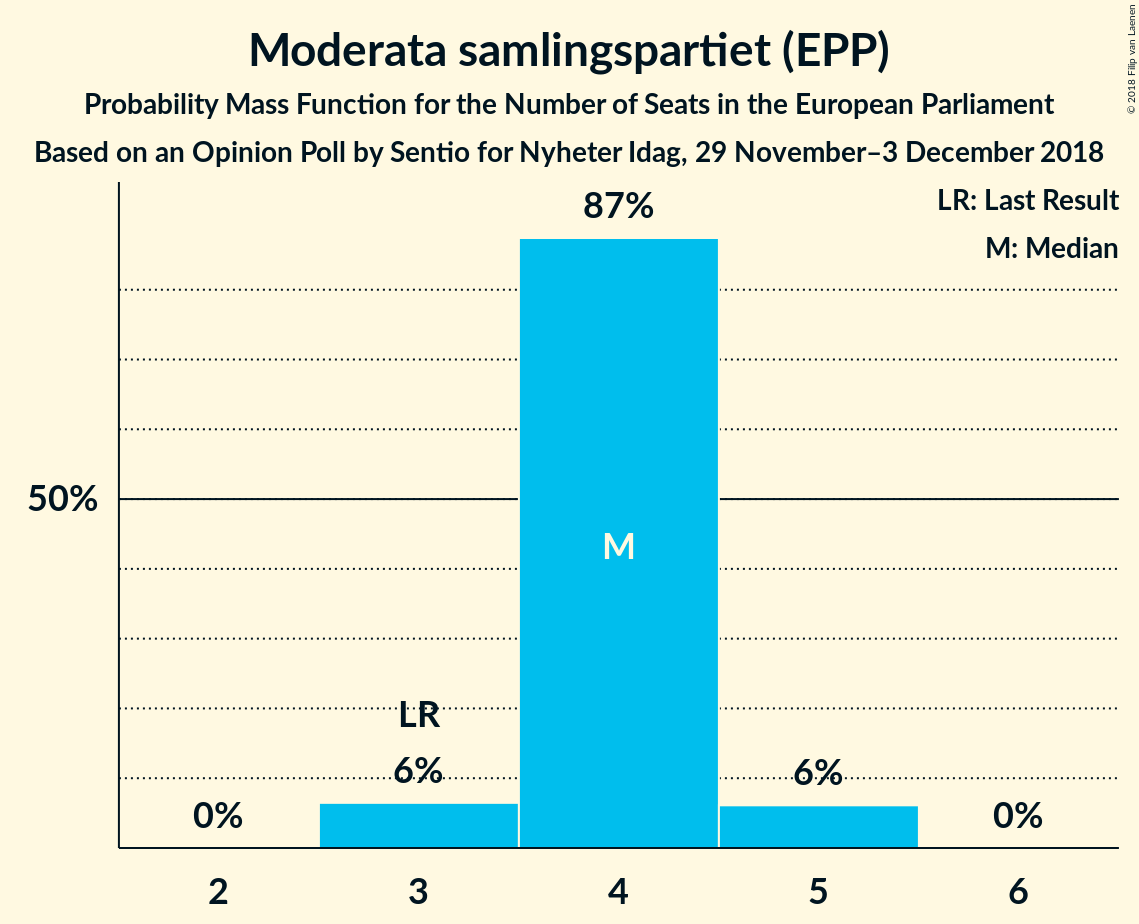 Moderata samlingspartiet (EPP)
Probability Mass Function for the Number of Seats in the European Parliament
Based on an Opinion Poll by Sentio for Nyheter Idag, 29 November–3 December 2018
© 2018 Filip van Laenen
LR: Last Result
M: Median
87%
50%
M
LR
6%
6%
0%
0%
2
3
4
5
6